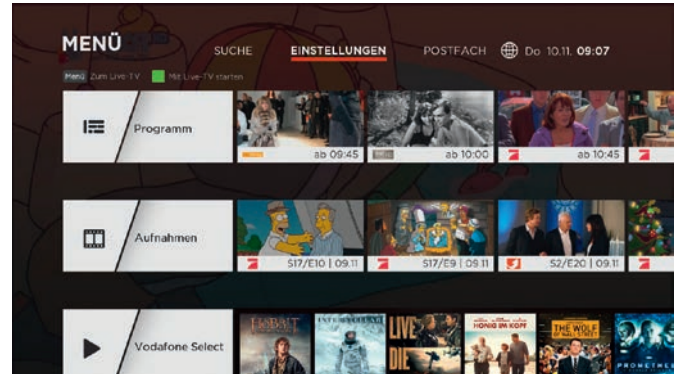 MENÜ
SUCHE EINSTELLUNGEN POSTFACH Do 10.11. 09:07
Menü Zum Live-TV Mit Live-TV starten
Programm
ab 09:45 ab 10:00 ab 10:45
Aufnahmen
S17/E10 | 09.11 S17/E9 | 09.11 S2/E20 | 09.11
Vodafone Select
HOBBIT INTERSTELLAR LIVE DIE HONIG IM KOPF THE WOLF OF WALL STREET PROMETHE